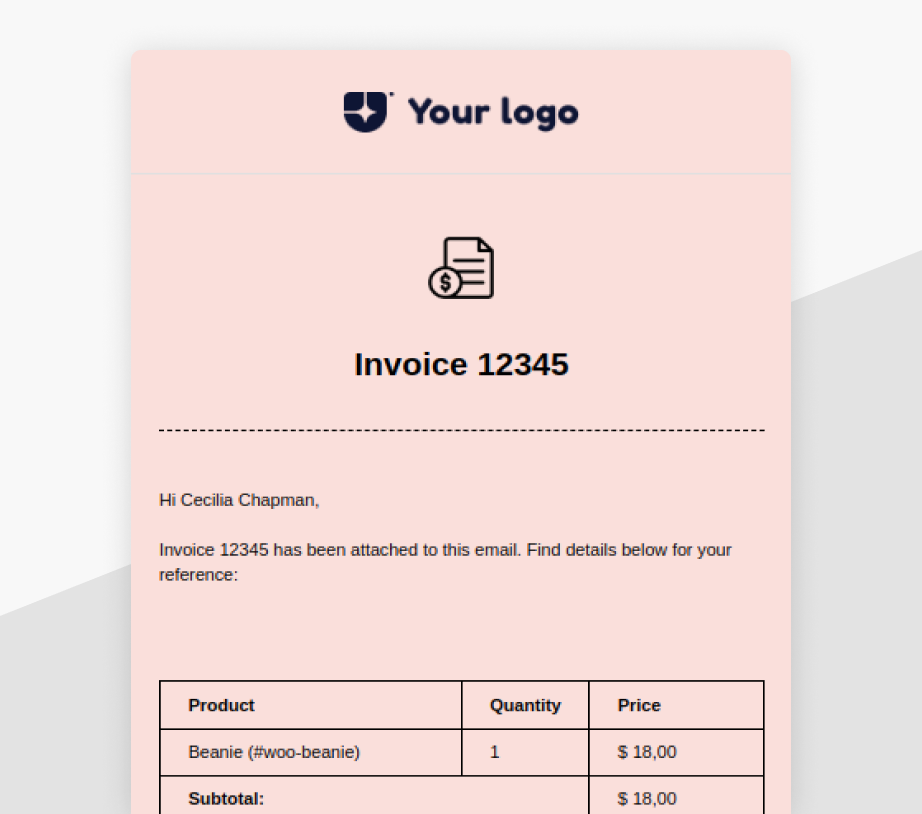 Your logo
$
Invoice 12345
Hi Cecilia Chapman,
Invoice 12345 has been attached to this email. Find details below for your
reference:
Product Quantity Price
Beanie (#woo-beanie) 1 $ 18,00
Subtotal: $ 18,00